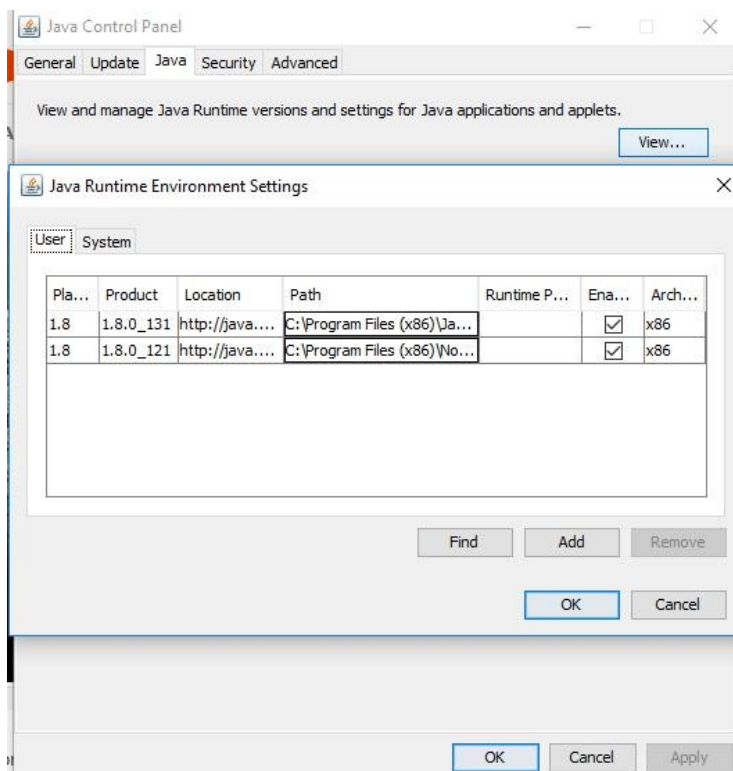 Java Control Panel
General Update Java Security Advanced
View and manage Java Runtime versions and settings for Java applications and applets.
View...
Java Runtime Environment Settings
User System
Pla... Product Location Path Runtime P... Ena... Arch...
1.8 1.8.0_131 http://java.... C:\Program Files (x86)\Ja... x86
1.8 1.8.0_121 http://java.... C:\Program Files (x86)\No... x86
Find Add Remove
OK Cancel
OK Cancel Apply